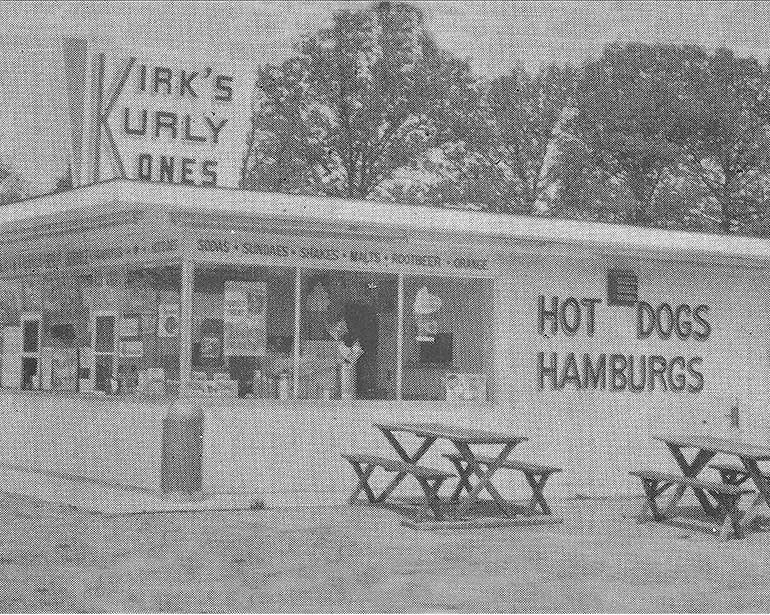 KIRK'S
KURLY
KONES
SODAS • SUNDAES • SHAKES • MALTS • ROOTBEER • ORANGE
HOT DOGS
HAMBURGS